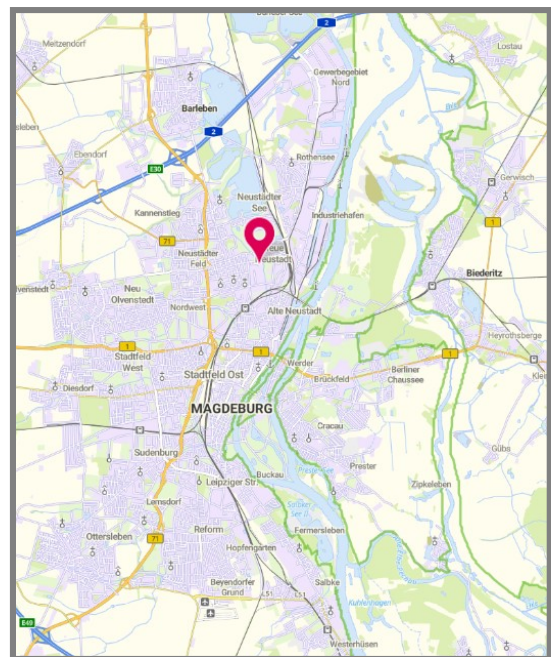 2
Meitzendorf
Lostau
Gewerbegebiet
Nord
Barleben
2
Ebendorf
E30
Rothensee
Gerwisch
Neustädter
See
Kannenstieg
Industriehafen
1
71
Neustädter
Feld
Neustadt
Biederitz
Neu
Olvenstedt
Nordwest
Alte Neustadt
Heyrothsberge
1
1
1
Stadtfeld
West
Werder
Berliner
Chaussee
Stadtfeld Ost
Brückfeld
Diesdorf
MAGDEBURG
Cracau
Sudenburg
Prester
Gübs
Buckau
Leipziger Str.
Zipkeleben
Lemsdorf
Reform
Fermersleben
Ottersleben
71
Hopfengarten
Beyendorfer
Grund
Salbke
E49
Westerhüsen